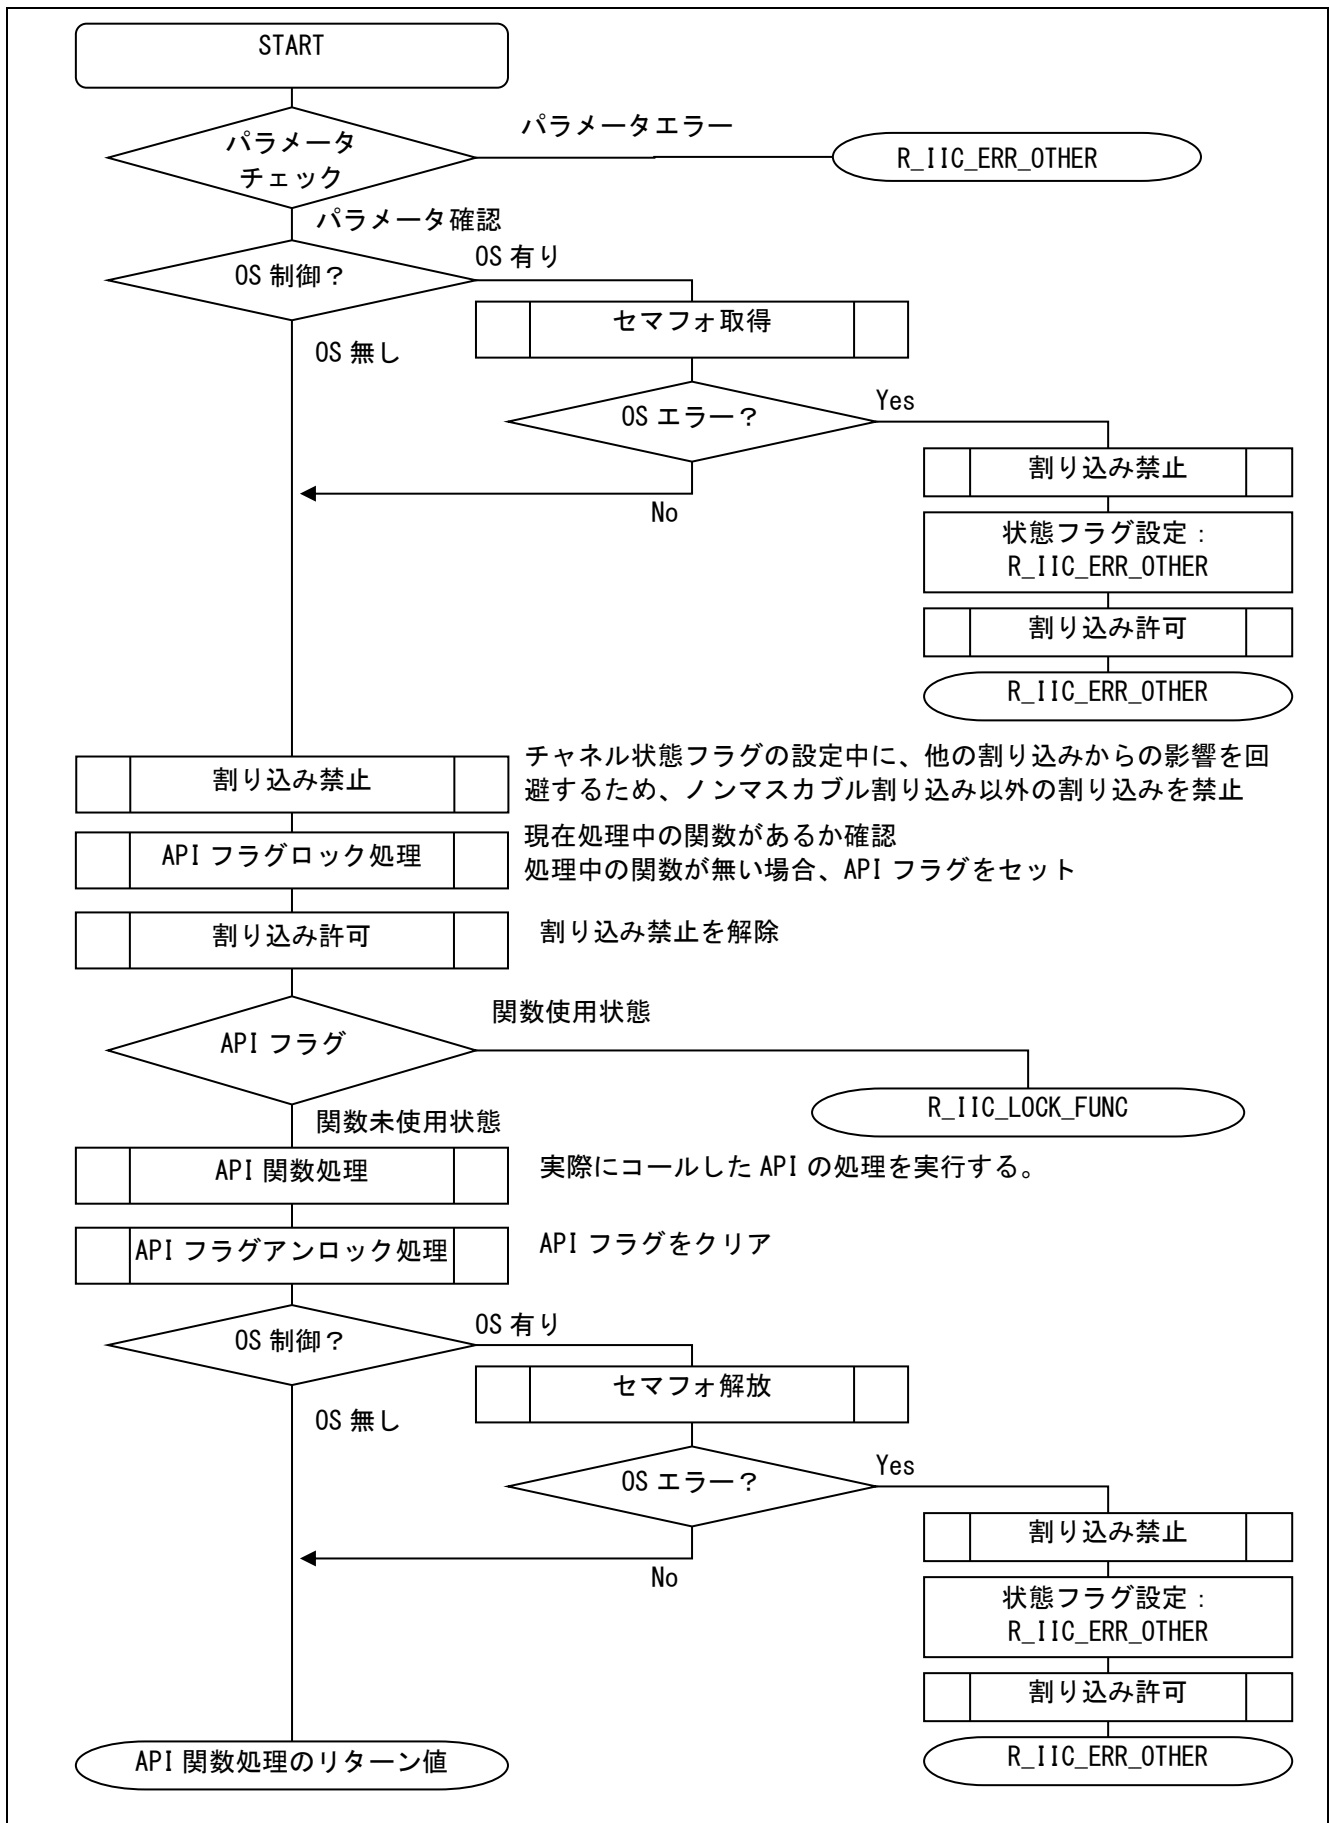 START
パラメータ
チェック
パラメータエラー
R_IIC_ERR_OTHER
パラメータ確認
OS 制御？
OS 有り
セマフォ取得
OS 無し
OS エラー？
Yes
割り込み禁止
No
状態フラグ設定：
R_IIC_ERR_OTHER
割り込み許可
R_IIC_ERR_OTHER
割り込み禁止
チャネル状態フラグの設定中に、他の割り込みからの影響を回
避するため、ノンマスカブル割り込み以外の割り込みを禁止
API フラグロック処理
現在処理中の関数があるか確認
処理中の関数が無い場合、API フラグをセット
割り込み許可
割り込み禁止を解除
API フラグ
関数使用状態
R_IIC_LOCK_FUNC
関数未使用状態
API 関数処理
実際にコールした API の処理を実行する。
API フラグアンロック処理
API フラグをクリア
OS 制御？
OS 有り
セマフォ解放
OS 無し
OS エラー？
Yes
割り込み禁止
No
状態フラグ設定：
R_IIC_ERR_OTHER
割り込み許可
API 関数処理のリターン値
R_IIC_ERR_OTHER